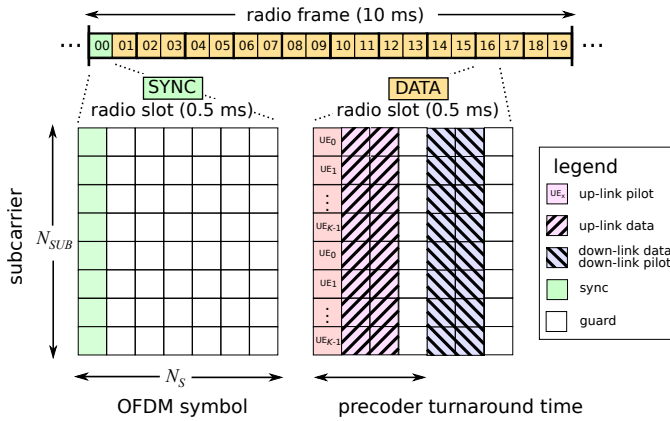 radio frame (10 ms)
... 00 01 02 03 04 05 06 07 08 09 10 11 12 13 14 15 16 17 18 19 ...
SYNC DATA
radio slot (0.5 ms) radio slot (0.5 ms)
subcarrier
N_SUB
UE0
UE1
⋮
UEK-1
UE0
UE1
⋮
UEK-1
legend
UEx up-link pilot
up-link data
down-link data
down-link pilot
sync
guard
N_S
OFDM symbol precoder turnaround time